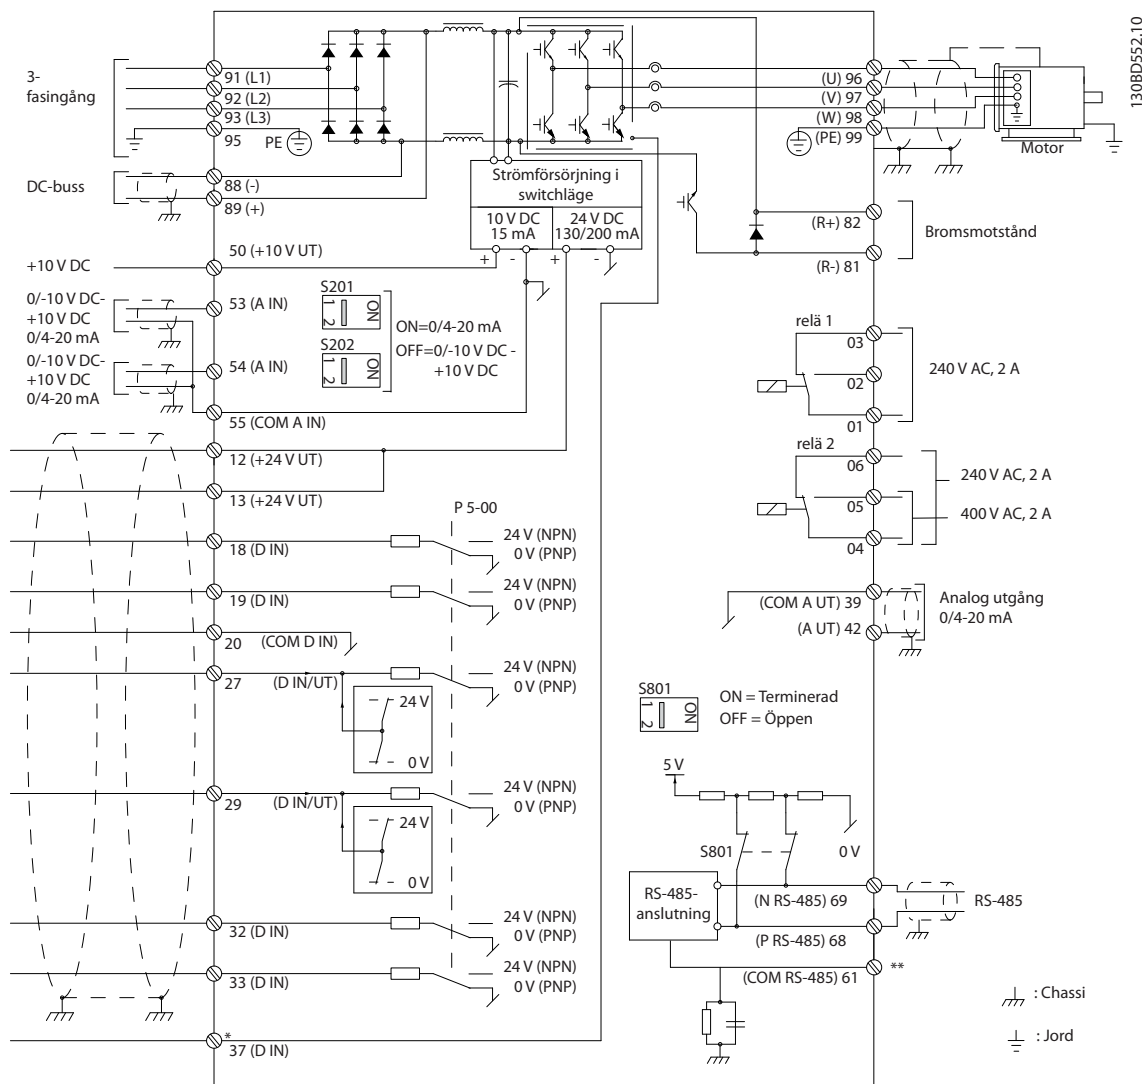 130BD552.10
3-
fasingång
91 (L1)
92 (L2)
93 (L3)
95
PE
DC-buss
88 (-)
89 (+)
50 (+10 V UT)
+10 V DC
0/-10 V DC-
+10 V DC
0/4-20 mA
53 (A IN)
0/-10 V DC-
+10 V DC
0/4-20 mA
54 (A IN)
55 (COM A IN)
12 (+24 V UT)
13 (+24 V UT)
18 (D IN)
19 (D IN)
20
(COM D IN)
27
(D IN/UT)
24 V
0 V
29
(D IN/UT)
24 V
0 V
32 (D IN)
33 (D IN)
*
37 (D IN)
Strömförsörjning i
switchläge
10 V DC
15 mA
24 V DC
130/200 mA
+ - + -
S201
1
2
ON
S202
1
2
ON
ON=0/4-20 mA
OFF=0/-10 V DC -
+10 V DC
P 5-00
24 V (NPN)
0 V (PNP)
24 V (NPN)
0 V (PNP)
24 V (NPN)
0 V (PNP)
24 V (NPN)
0 V (PNP)
24 V (NPN)
0 V (PNP)
24 V (NPN)
0 V (PNP)
(U) 96
(V) 97
(W) 98
(PE) 99
Motor
(R+) 82
(R-) 81
Bromsmotstånd
relä 1
03
02
01
240 V AC, 2 A
relä 2
06
05
04
240 V AC, 2 A
400 V AC, 2 A
(COM A UT) 39
(A UT) 42
Analog utgång
0/4-20 mA
S801
1
2
ON
ON = Terminerad
OFF = Öppen
5 V
S801
0 V
RS-485-
anslutning
(N RS-485) 69
(P RS-485) 68
(COM RS-485) 61
RS-485
**
: Chassi
: Jord